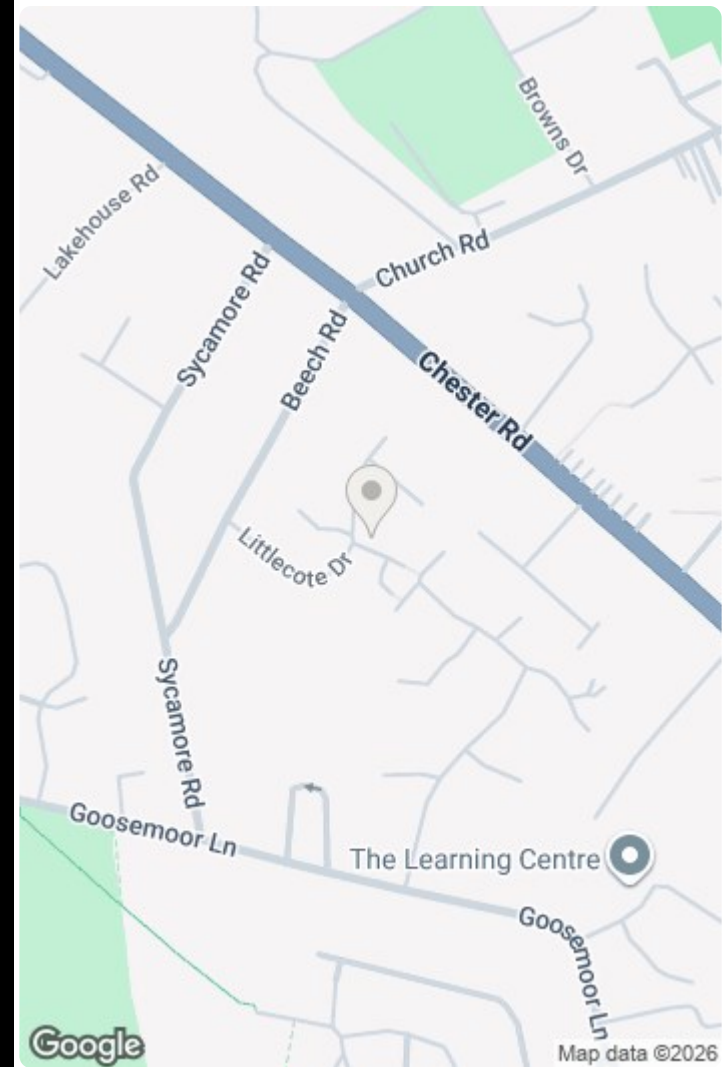 Browns Dr
Lakehouse Rd
Church Rd
Sycamore Rd
Beech Rd
Chester Rd
Littlecote Dr
Sycamore Rd
Goosemoor Ln
The Learning Centre
Goosemoor Ln
Google
Map data ©2026